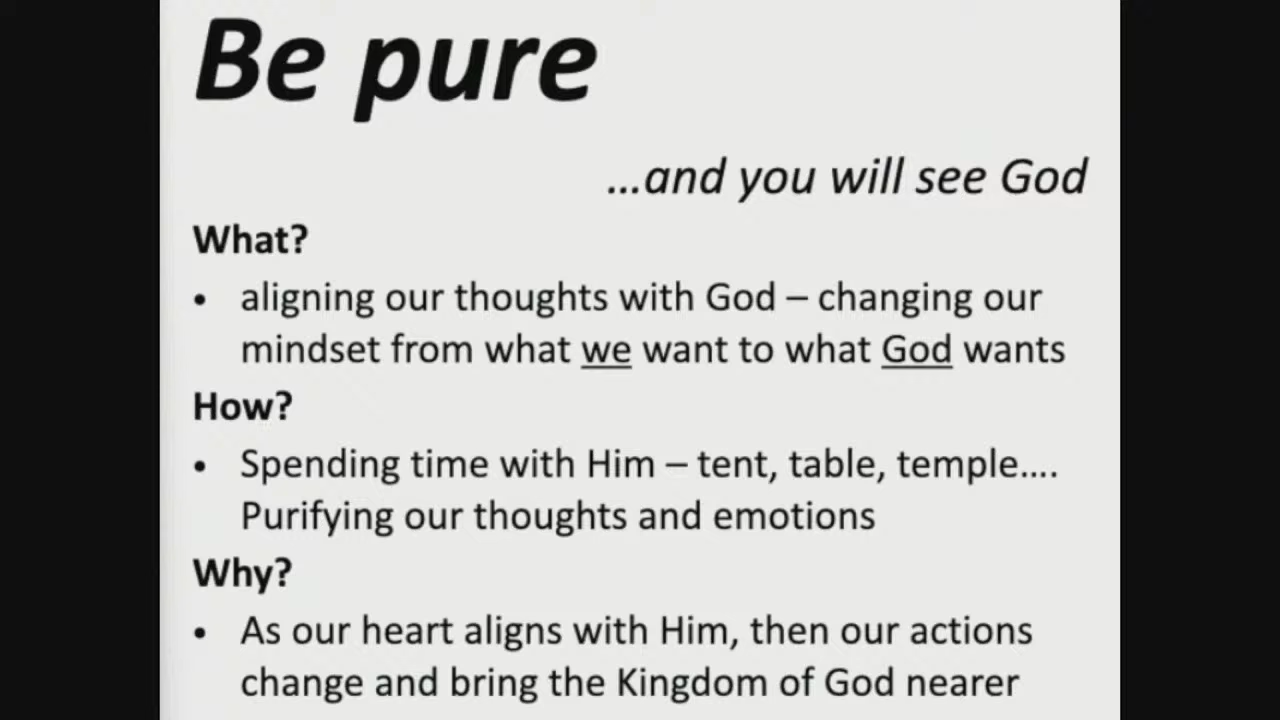 Be pure
...and you will see God
What?
• aligning our thoughts with God – changing our
mindset from what we want to what God wants
How?
• Spending time with Him – tent, table, temple....
Purifying our thoughts and emotions
Why?
• As our heart aligns with Him, then our actions
change and bring the Kingdom of God nearer